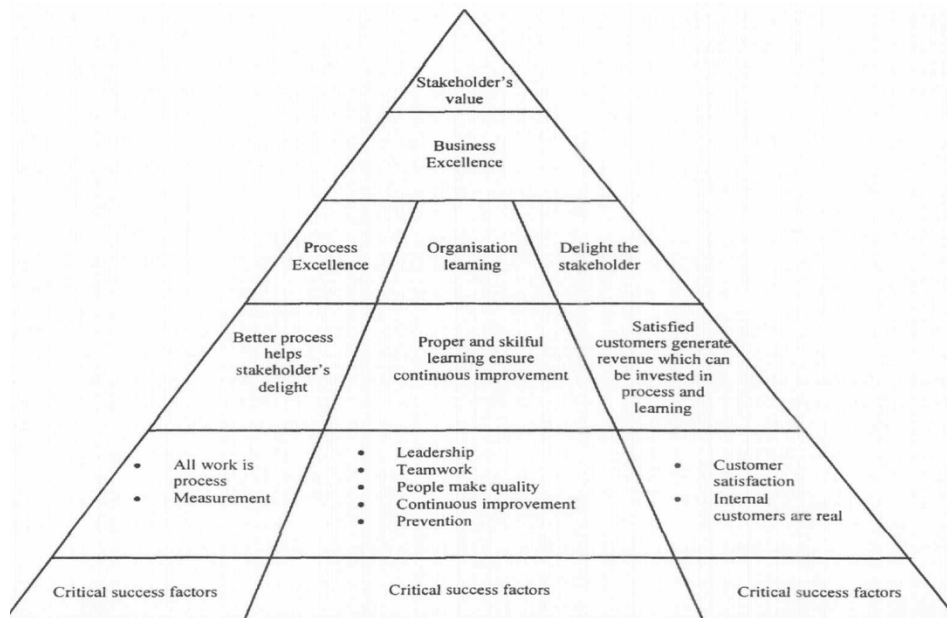 Stakeholder's
value
Business
Excellence
Process
Excellence
Organisation
learning
Delight the
stakeholder
Better process
helps
stakeholder's
delight
Proper and skilful
learning ensure
continuous improvement
Satisfied
customers generate
revenue which can
be invested in
process and
learning
• All work is
process
• Measurement
• Leadership
• Teamwork
• People make quality
• Continuous improvement
• Prevention
• Customer
satisfaction
• Internal
customers are real
Critical success factors
Critical success factors
Critical success factors